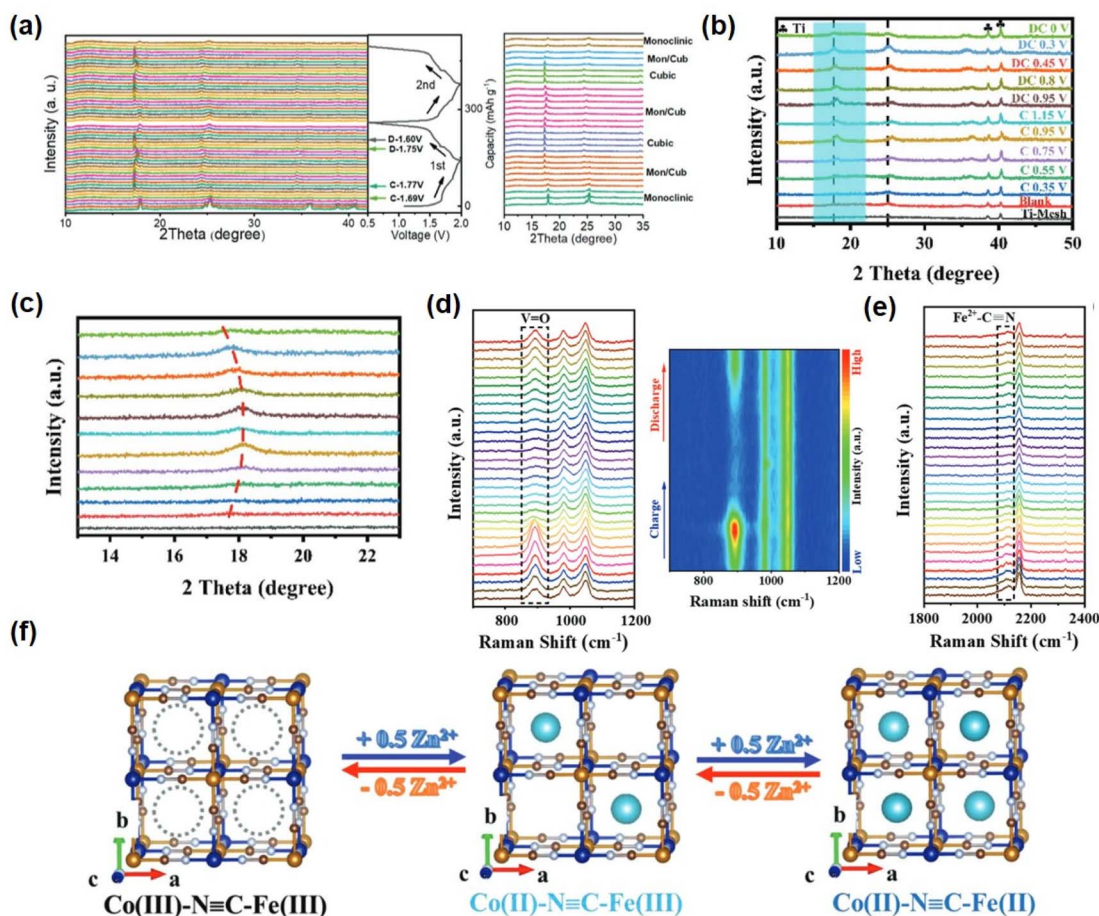 (a)
Intensity (a. u.)
2nd
1st
D-1.60V
D-1.75V
C-1.77V
C-1.69V
10 20 30 40
2Theta (degree)
0.5 1.0 1.5 2.0
Voltage (V)
300
0
Capacity (mAh g⁻¹)
Monoclinic
Mon/Cub
Cubic
Mon/Cub
Cubic
Mon/Cub
Monoclinic
10 15 20 25 30 35
2Theta (degree)
(b)
♣ Ti
♣ ♣
DC 0 V
DC 0.3 V
DC 0.45 V
DC 0.8 V
DC 0.95 V
C 1.15 V
C 0.95 V
C 0.75 V
C 0.55 V
C 0.35 V
Blank
Ti-Mesh
Intensity (a.u.)
10 20 30 40 50
2 Theta (degree)
(c)
Intensity (a.u.)
14 16 18 20 22
2 Theta (degree)
(d)
V=O
Intensity (a.u.)
800 1000 1200
Raman Shift (cm⁻¹)
Discharge
Charge
High
Intensity (a.u.)
Low
800 1000 1200
Raman shift (cm⁻¹)
(e)
Fe²⁺-C≡N
Intensity (a.u.)
1800 2000 2200 2400
Raman Shift (cm⁻¹)
(f)
b
c a
Co(III)-N≡C-Fe(III)
+ 0.5 Zn²⁺
- 0.5 Zn²⁺
b
c a
Co(II)-N≡C-Fe(III)
+ 0.5 Zn²⁺
- 0.5 Zn²⁺
b
c a
Co(II)-N≡C-Fe(II)